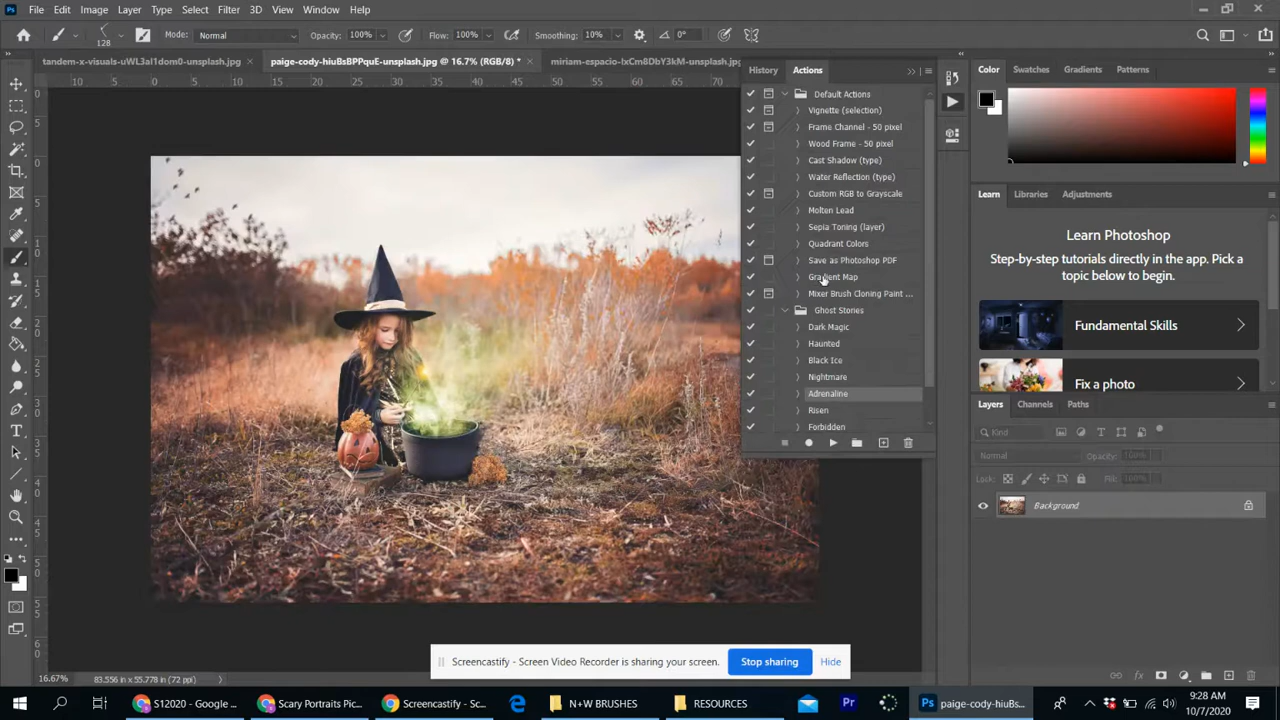 File Edit Image Layer Type Select Filter 3D View Window Help
128 Mode: Normal Opacity: 100% Flow: 100% Smoothing: 10% 0°
tandem-x-visuals-uWL3aI1dom0-unsplash.jpg × paige-cody-hiuBsBPPquE-unsplash.jpg @ 16.7% (RGB/8) * × miriam-espacio-IxCm8DbY3kM-unsplash.jpg
History Actions
Default Actions
Vignette (selection)
Frame Channel - 50 pixel
Wood Frame - 50 pixel
Cast Shadow (type)
Water Reflection (type)
Custom RGB to Grayscale
Molten Lead
Sepia Toning (layer)
Quadrant Colors
Save as Photoshop PDF
Gradient Map
Mixer Brush Cloning Paint ...
Ghost Stories
Dark Magic
Haunted
Black Ice
Nightmare
Adrenaline
Risen
Forbidden
Color Swatches Gradients Patterns
Learn Libraries Adjustments
Learn Photoshop
Step-by-step tutorials directly in the app. Pick a
topic below to begin.
Fundamental Skills
Fix a photo
Layers Channels Paths
Kind
Normal Opacity: 100%
Lock: Fill: 100%
Background
Screencastify - Screen Video Recorder is sharing your screen. Stop sharing Hide
16.67% 83.556 in x 55.778 in (72 ppi)
S12020 - Google ... Scary Portraits Pic... Screencastify - Sc... N+W BRUSHES RESOURCES Pr Ps paige-cody-hiuBs...
9:28 AM
10/7/2020